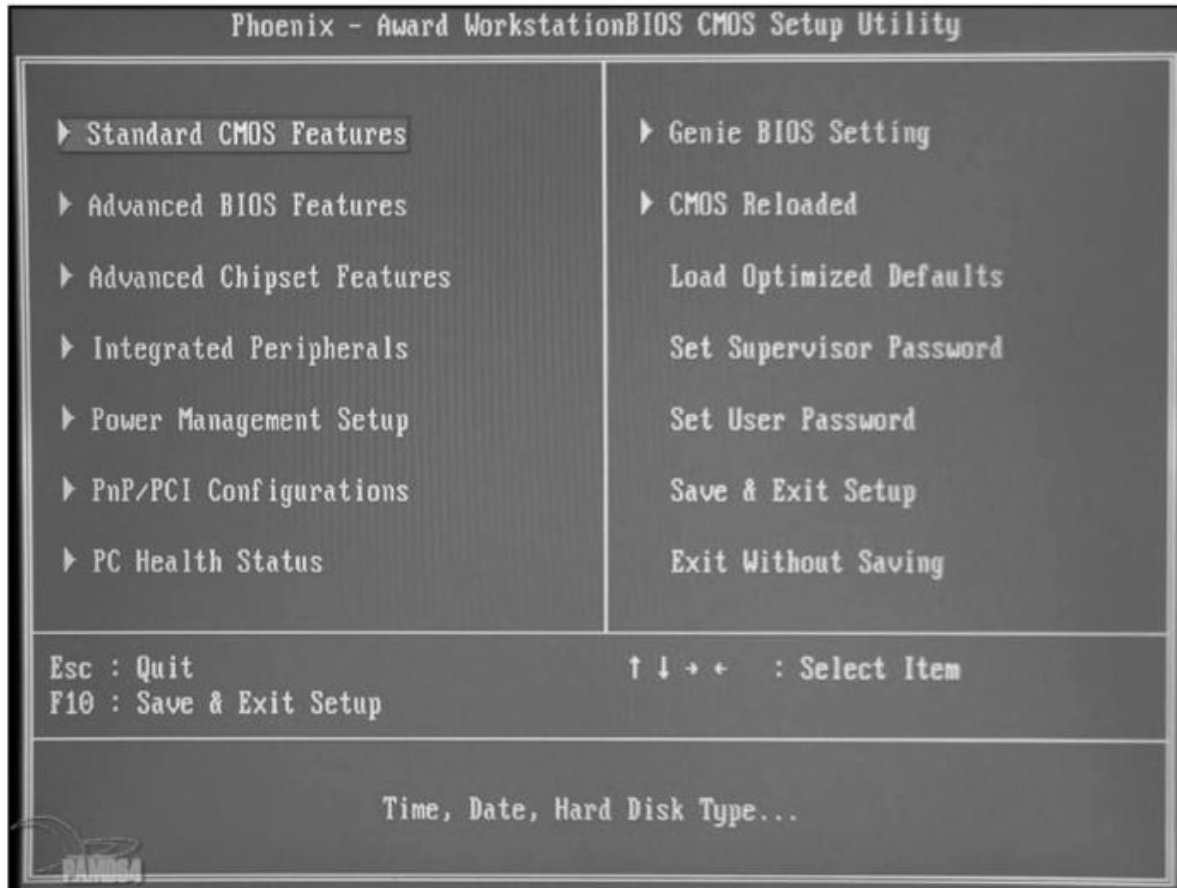 Phoenix - Award WorkstationBIOS CMOS Setup Utility
Standard CMOS Features
Advanced BIOS Features
Advanced Chipset Features
Integrated Peripherals
Power Management Setup
PnP/PCI Configurations
PC Health Status
Genie BIOS Setting
CMOS Reloaded
Load Optimized Defaults
Set Supervisor Password
Set User Password
Save & Exit Setup
Exit Without Saving
Esc : Quit
F10 : Save & Exit Setup
↑ ↓ → ← : Select Item
Time, Date, Hard Disk Type...
PAMD64